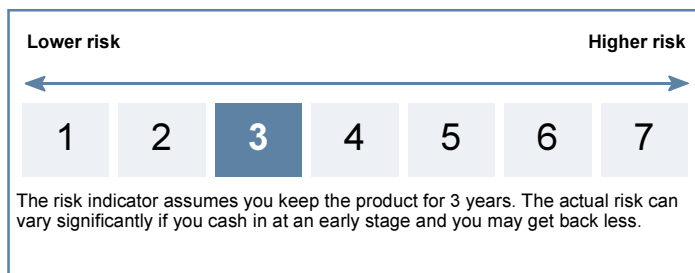 Lower risk Higher risk
1 2 3 4 5 6 7
The risk indicator assumes you keep the product for 3 years. The actual risk can
vary significantly if you cash in at an early stage and you may get back less.